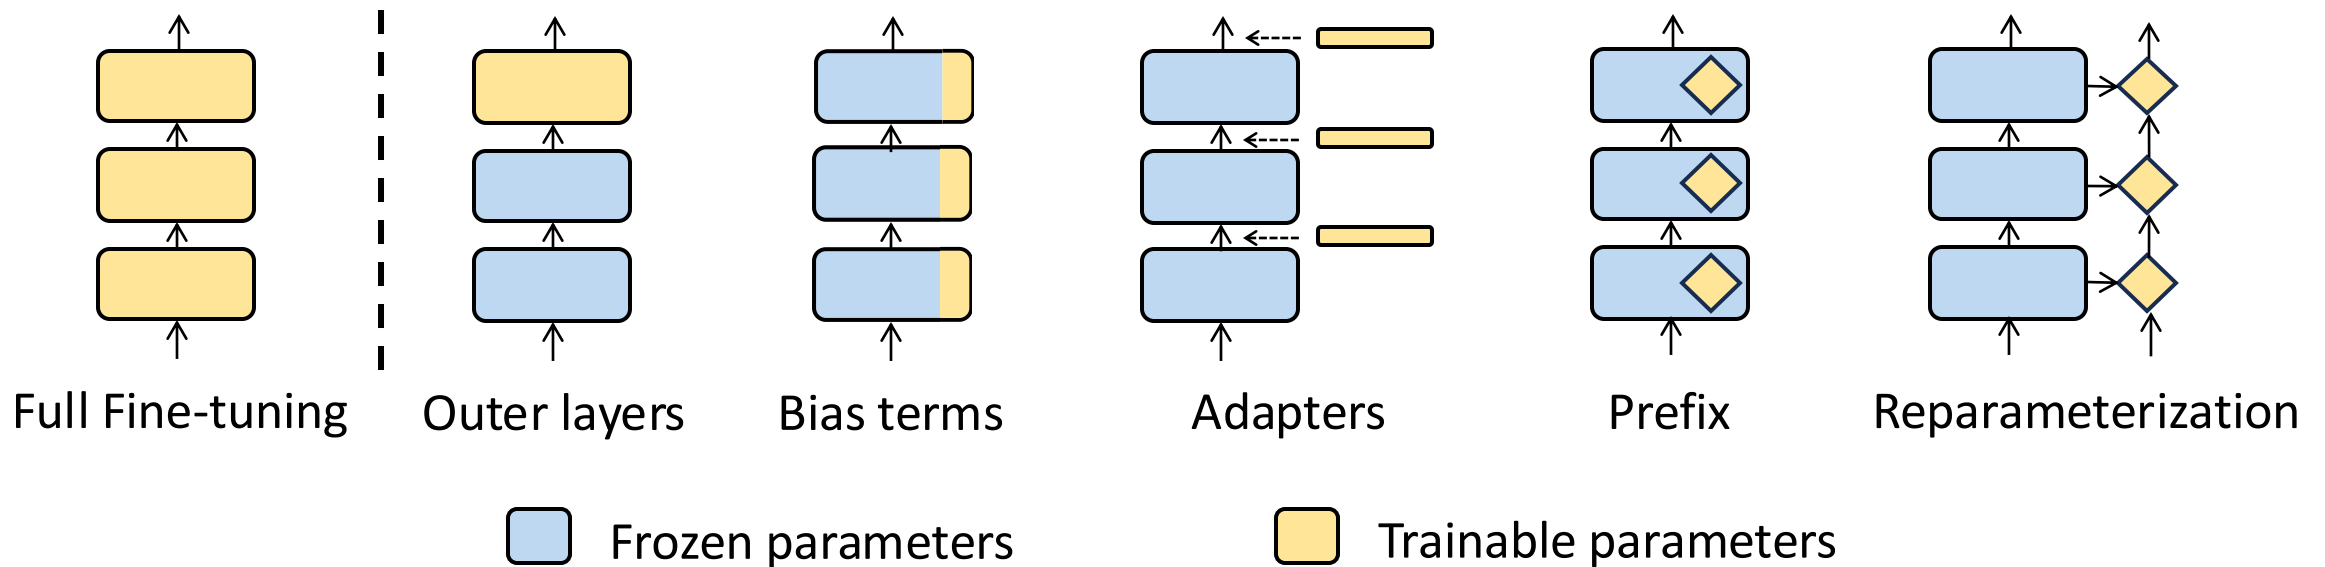 Full Fine-tuning
Outer layers
Bias terms
Adapters
Prefix
Reparameterization
Frozen parameters
Trainable parameters